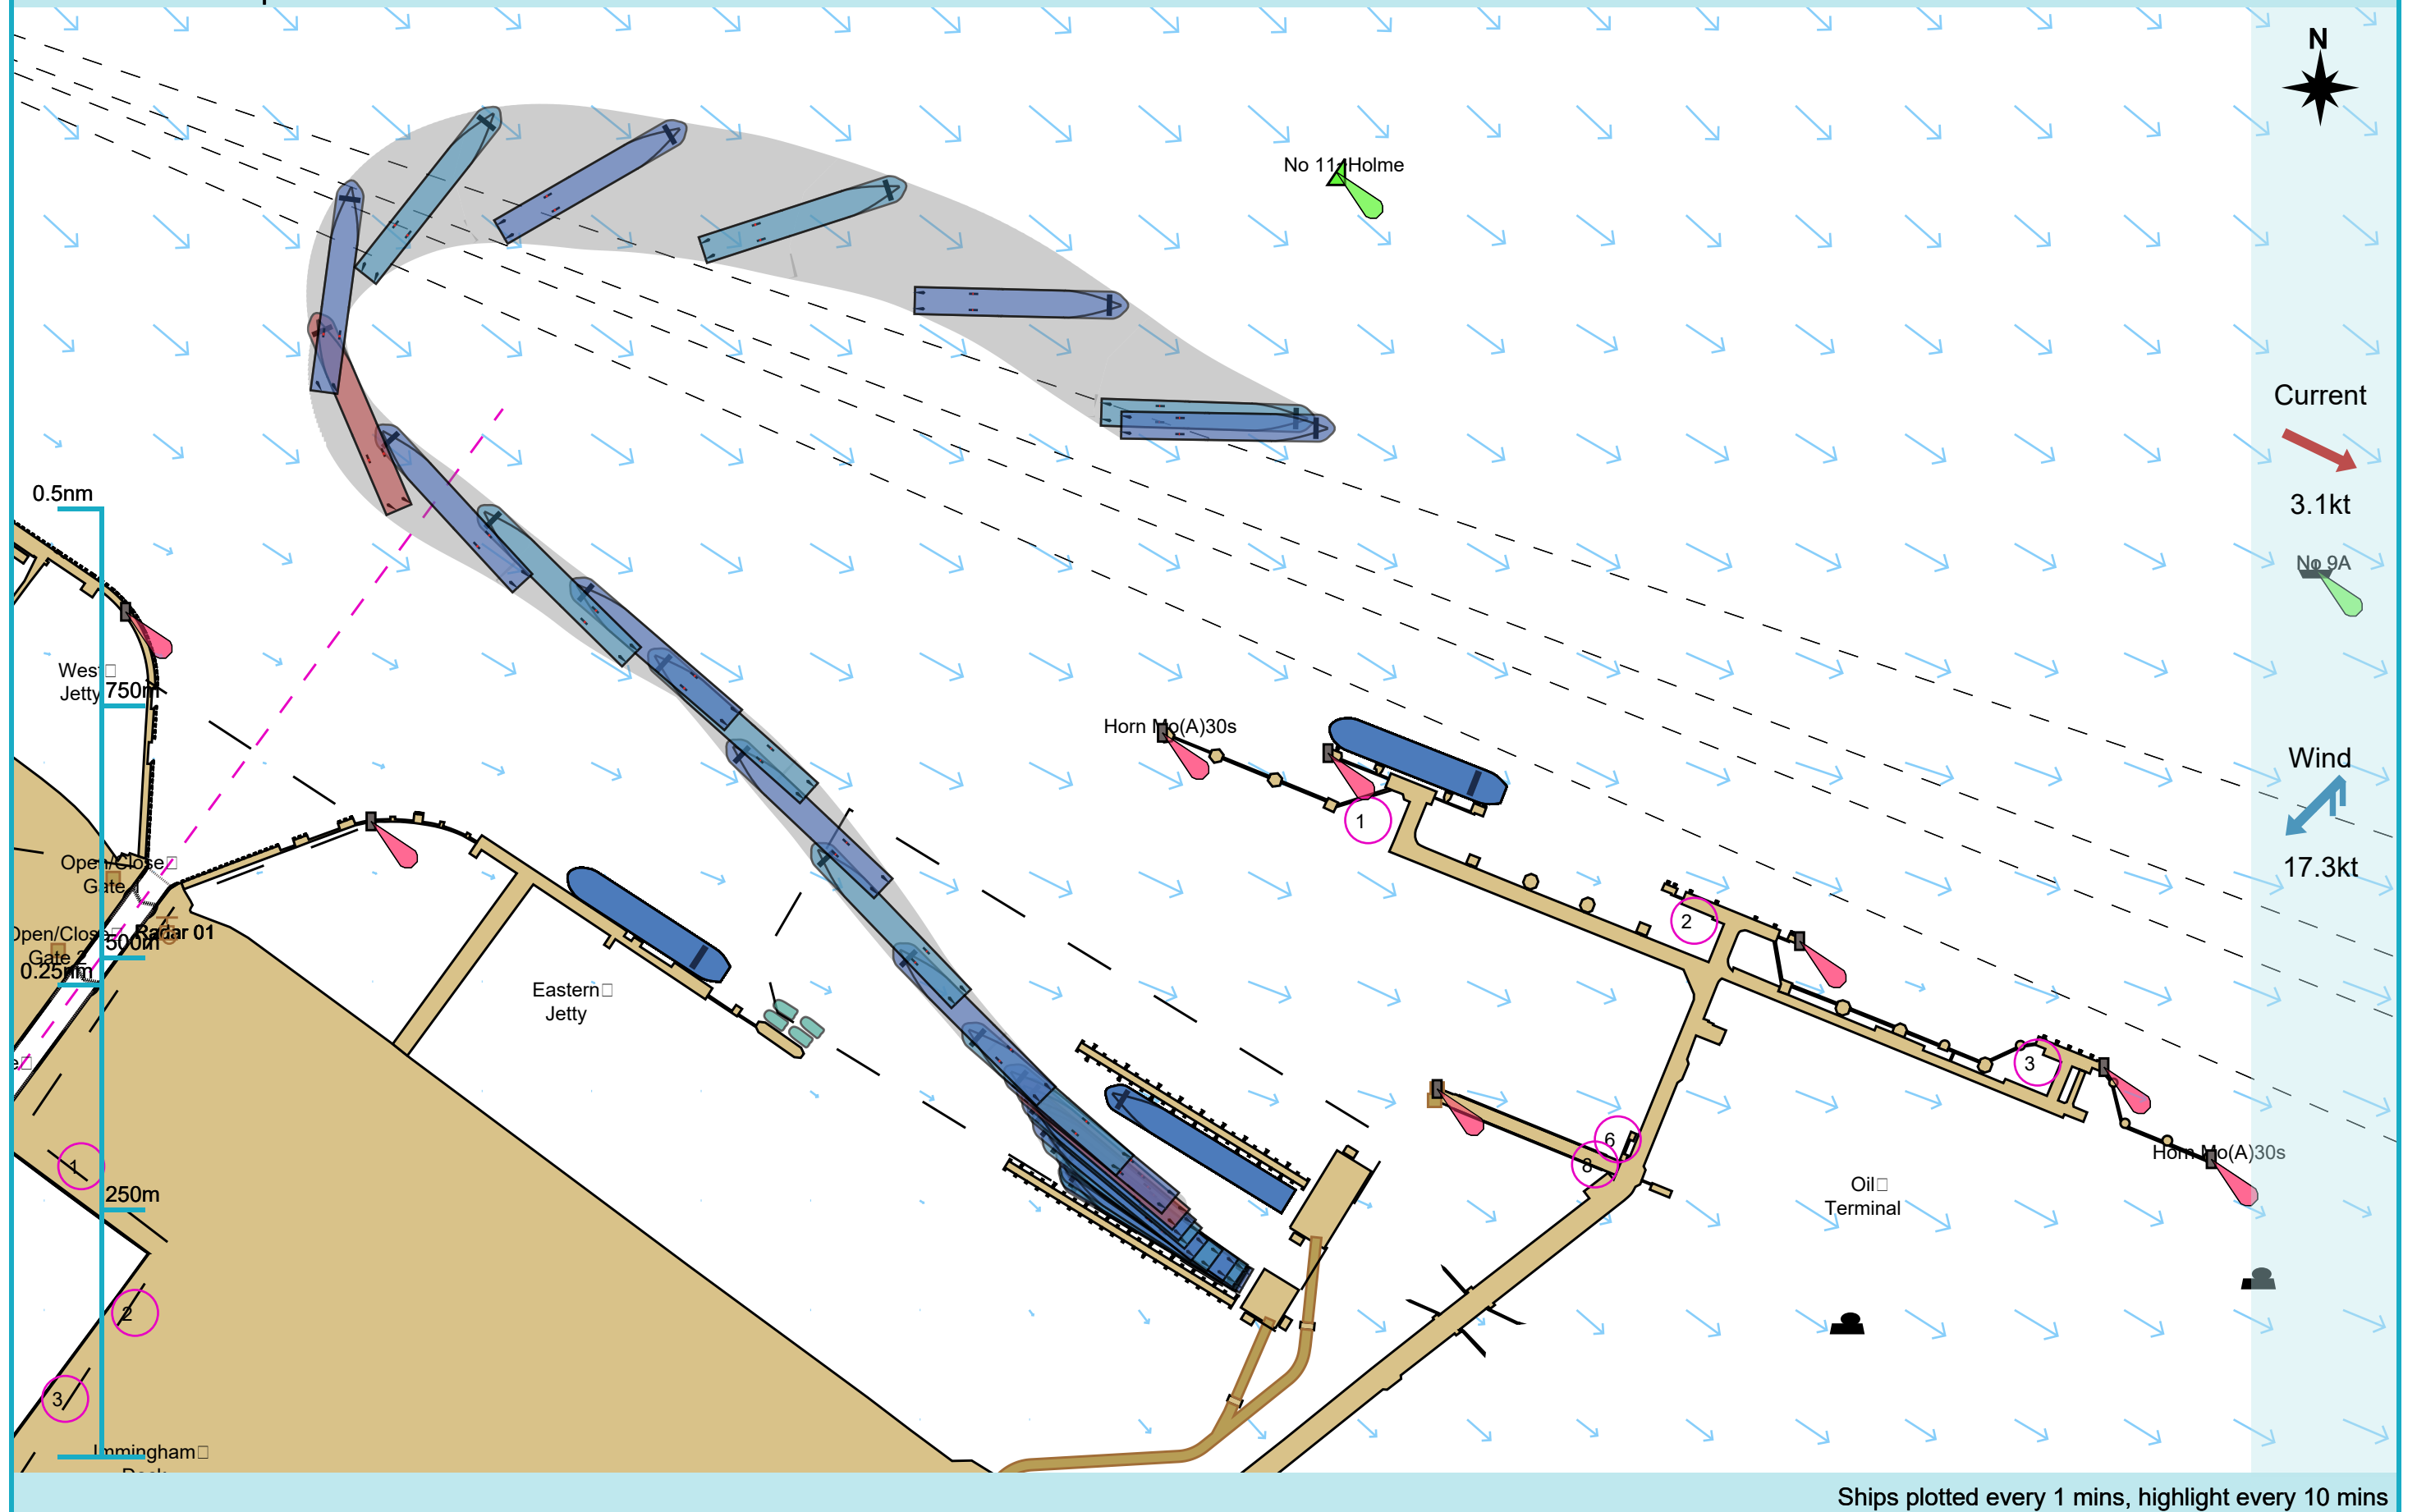 N
No 11 Holme
Current
0.5nm
3.1kt
No 9A
West
Jetty
750m
Horn Mo(A)30s
Wind
1
Open/Close
Gate
17.3kt
2
Open/Close
Gate 2
Radar 01
500m
0.25nm
Eastern
Jetty
3
6
8
Horn Mo(A)30s
1
250m
Oil
Terminal
2
3
Immingham
Ships plotted every 1 mins, highlight every 10 mins